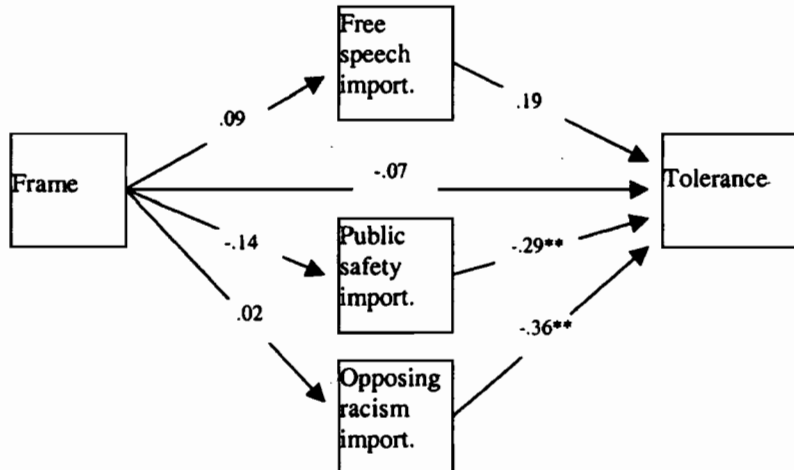 Free
speech
import.
.09
.19
Frame
-.07
Tolerance
Public
safety
import.
-.14
-.29**
.02
-.36**
Opposing
racism
import.